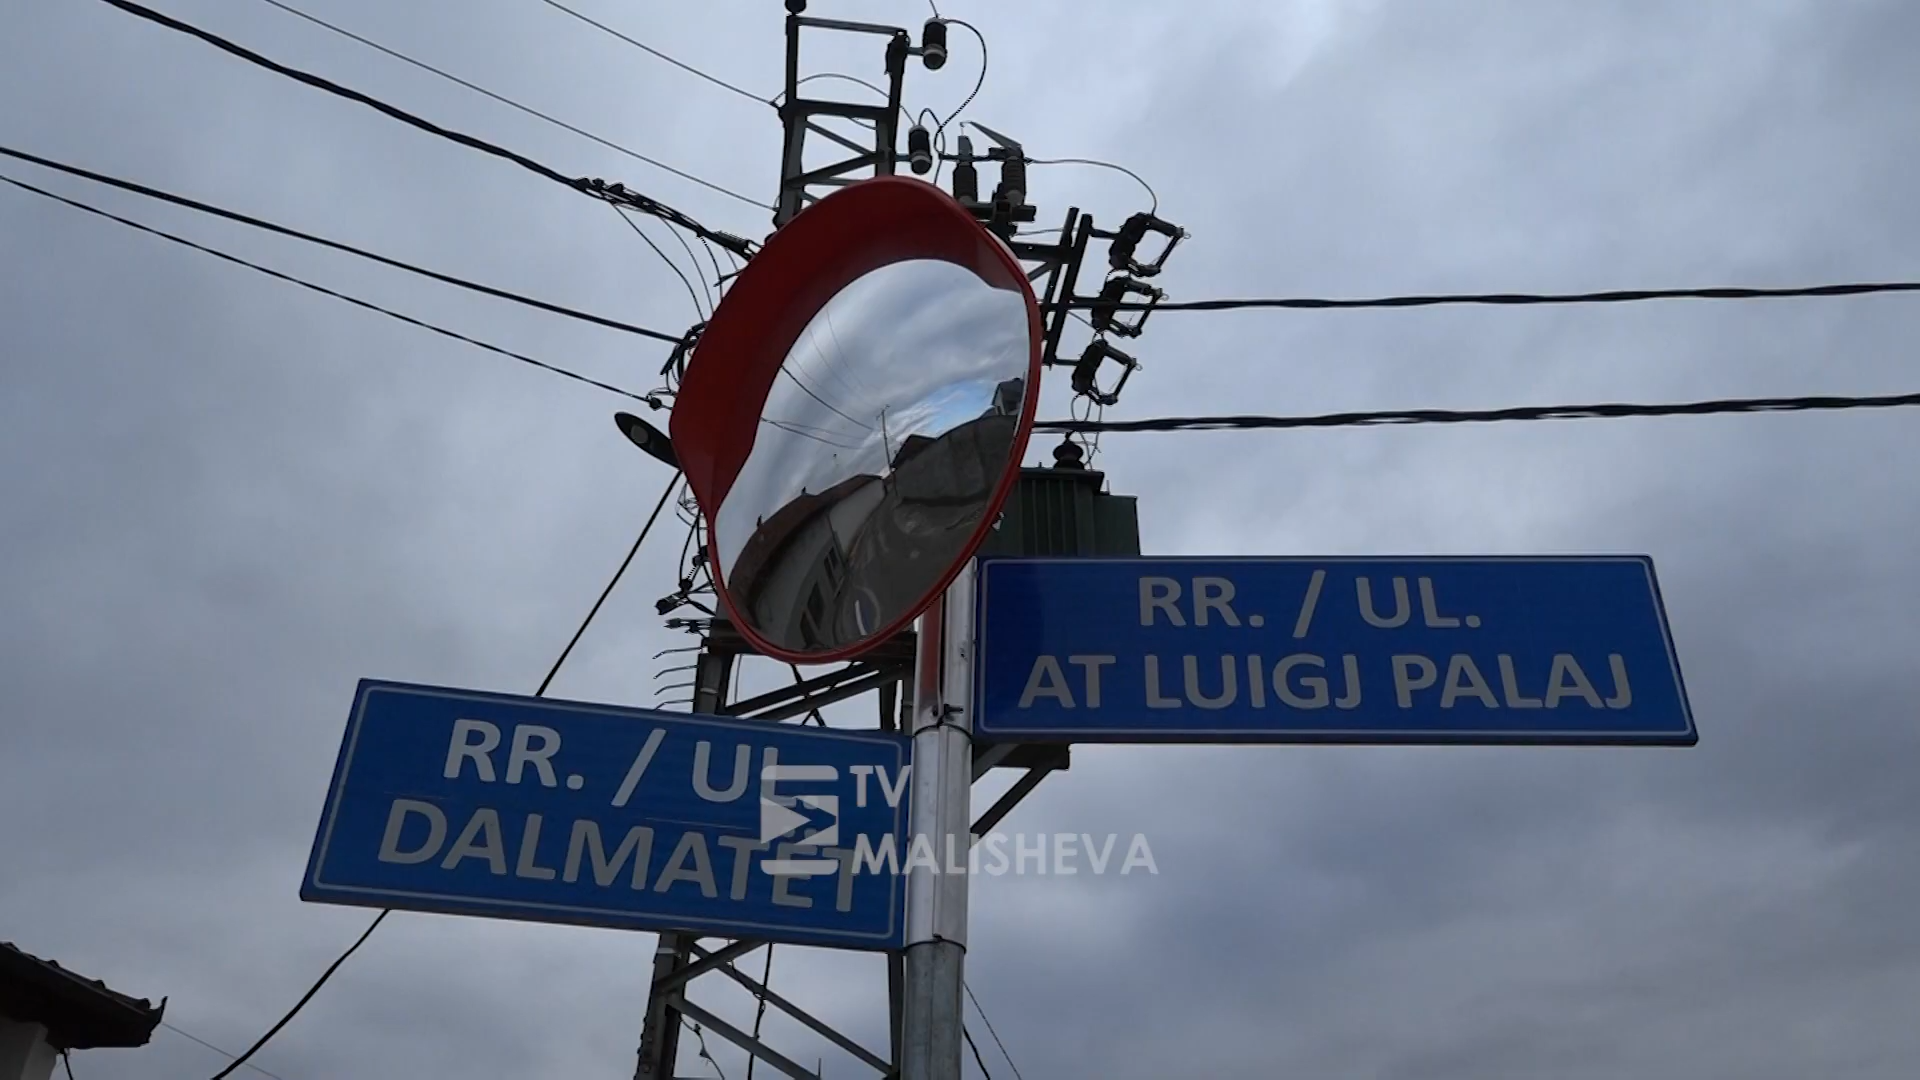 RR. / UL.
AT LUIGJ PALAJ
RR. / UL.
DALMATET
TV
MALISHEVA